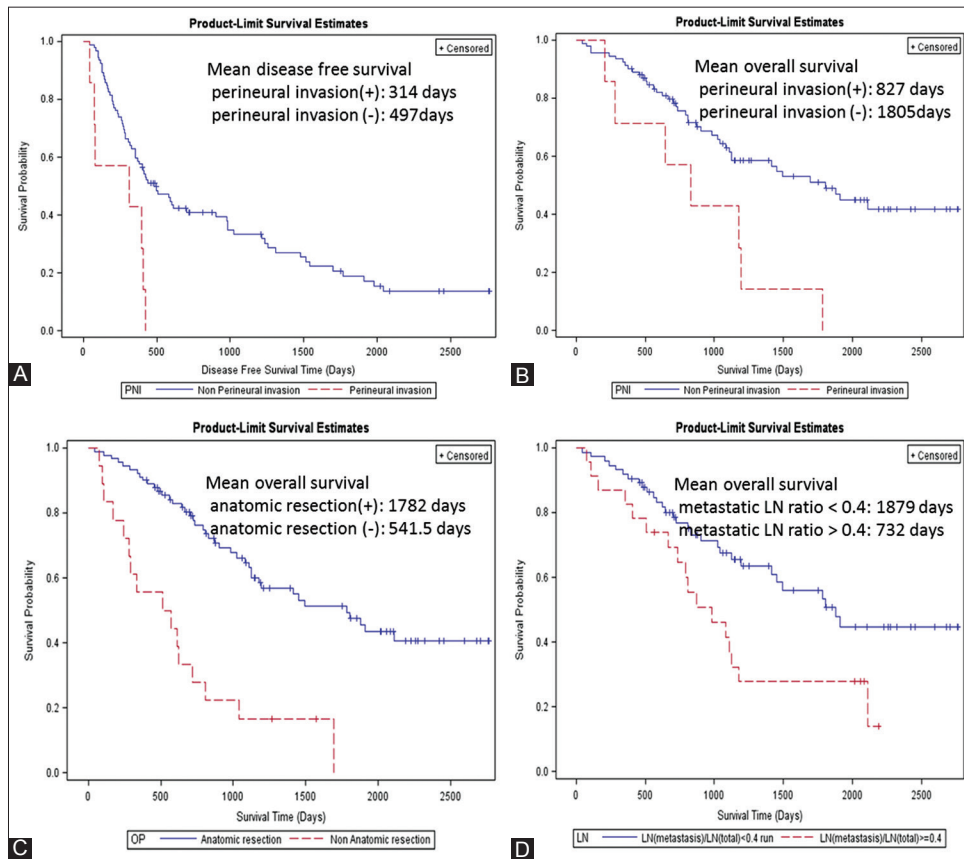 Product-Limit Survival Estimates
+ Censored
Mean disease free survival
perineural invasion(+): 314 days
perineural invasion (-): 497days
Survival Probability
1.0
0.8
0.6
0.4
0.2
0.0
0 500 1000 1500 2000 2500
Disease Free Survival Time (Days)
PNI Non Perineural invasion Perineural invasion
A
Product-Limit Survival Estimates
+ Censored
Mean overall survival
perineural invasion(+): 827 days
perineural invasion (-): 1805days
Survival Probability
1.0
0.8
0.6
0.4
0.2
0.0
0 500 1000 1500 2000 2500
Survival Time (Days)
PNI Non Perineural invasion Perineural invasion
B
Product-Limit Survival Estimates
+ Censored
Mean overall survival
anatomic resection(+): 1782 days
anatomic resection (-): 541.5 days
Survival Probability
1.0
0.8
0.6
0.4
0.2
0.0
0 500 1000 1500 2000 2500
Survival Time (Days)
OP Anatomic resection Non Anatomic resection
C
Product-Limit Survival Estimates
+ Censored
Mean overall survival
metastatic LN ratio < 0.4: 1879 days
metastatic LN ratio > 0.4: 732 days
Survival Probability
1.0
0.8
0.6
0.4
0.2
0.0
0 500 1000 1500 2000 2500
Survival Time (Days)
LN LN(metastasis)/LN(total)<0.4 run LN(metastasis)/LN(total)>=0.4
D